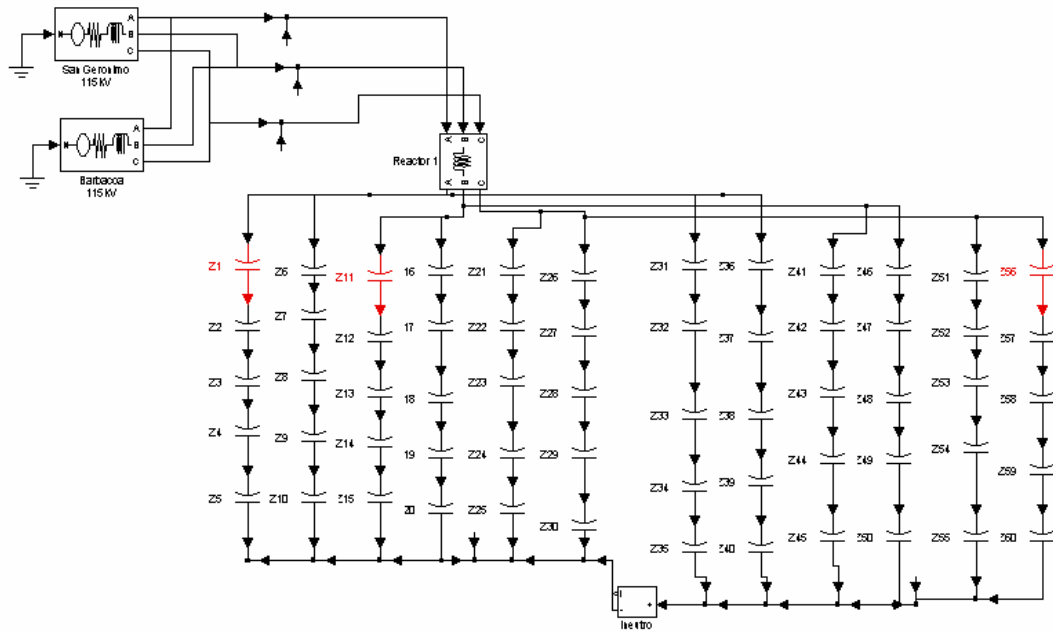 A
B
C
San Geronimo
115 kV
A
B
C
Barbacoa
115 kV
A B C
Reactor 1
A B C
Z1 Z6 Z11 16 Z21 Z26 Z31 Z36 Z41 Z46 Z51 Z56
Z2 Z7 Z12 17 Z22 Z27 Z32 Z37 Z42 Z47 Z52 Z57
Z3 Z8 Z13 18 Z23 Z28 Z33 Z38 Z43 Z48 Z53 Z58
Z4 Z9 Z14 19 Z24 Z29 Z34 Z39 Z44 Z49 Z54 Z59
Z5 Z10 Z15 20 Z25 Z30 Z35 Z40 Z45 Z50 Z55 Z60
i
-
+
Ineutro